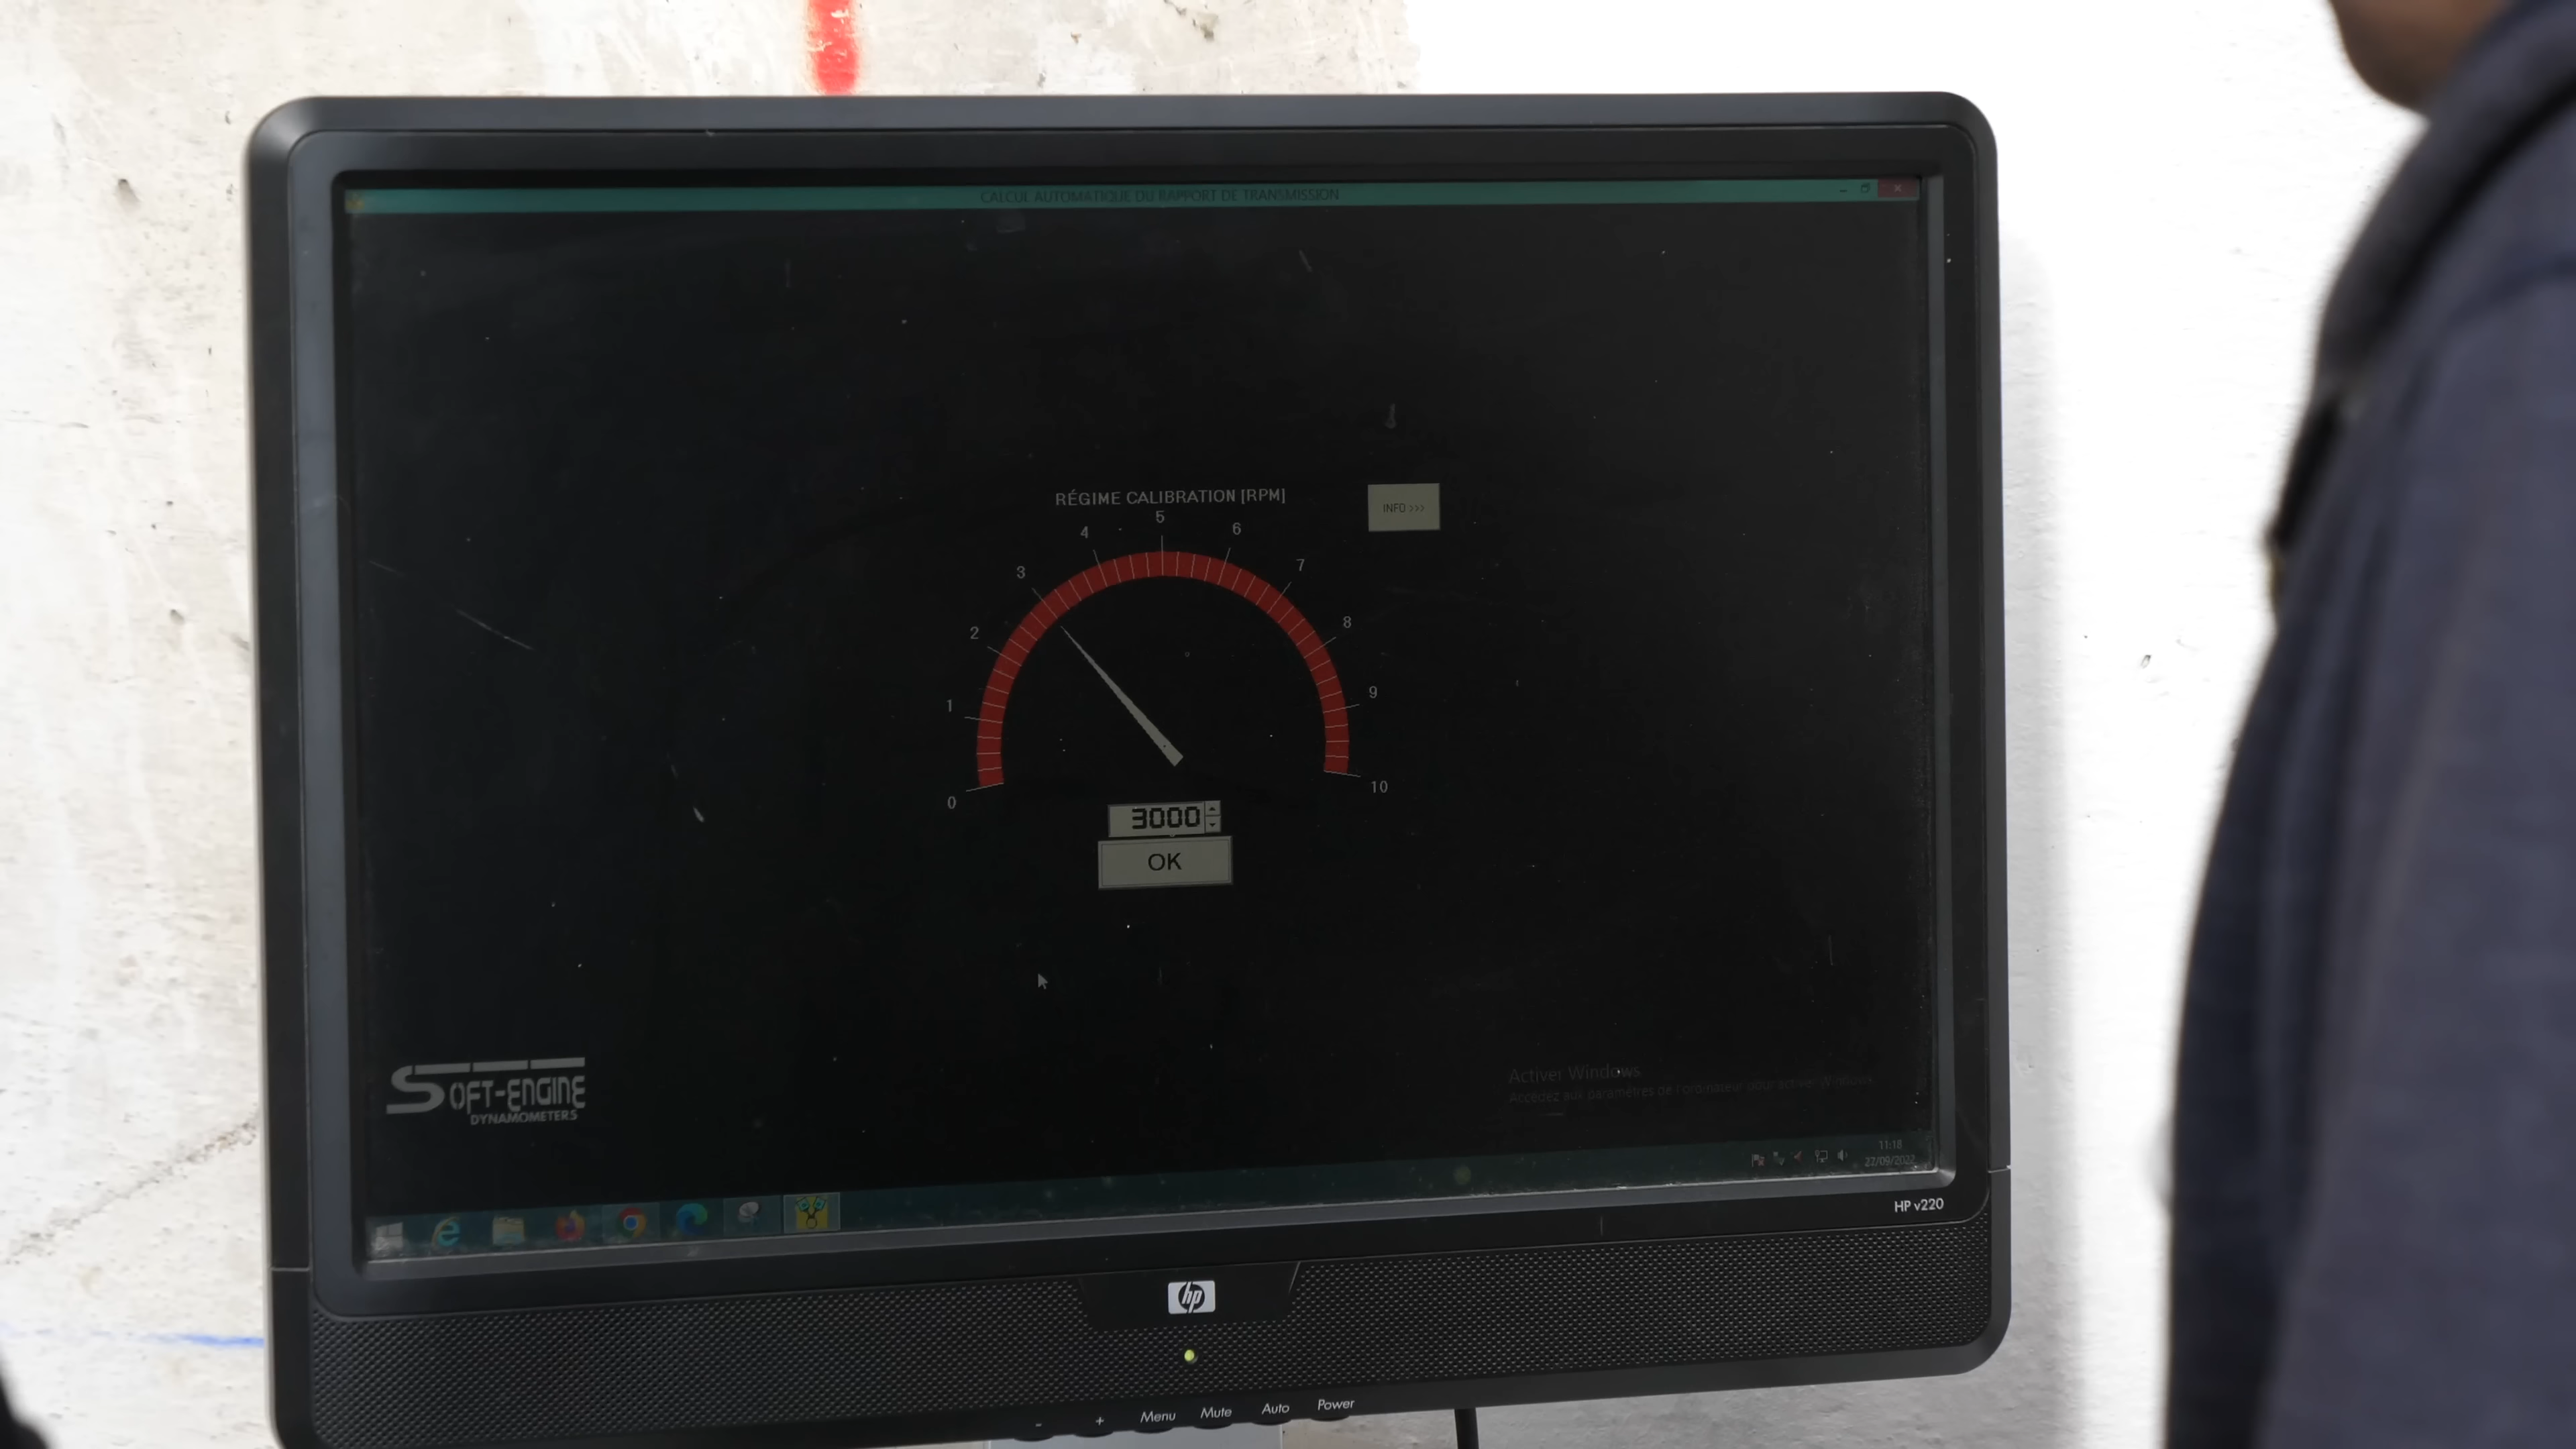 CALCUL AUTOMATIQUE DU RAPPORT DE TRANSMISSION
RÉGIME CALIBRATION [RPM]
INFO >>>
0
1
2
3
4
5
6
7
8
9
10
3000
OK
SOFT-ENGINE
DYNAMOMETERS
Activer Windows
Accédez aux paramètres de l'ordinateur pour activer Windows.
11:18
27/09/2022
HP v220
hp
- + Menu Mute Auto Power